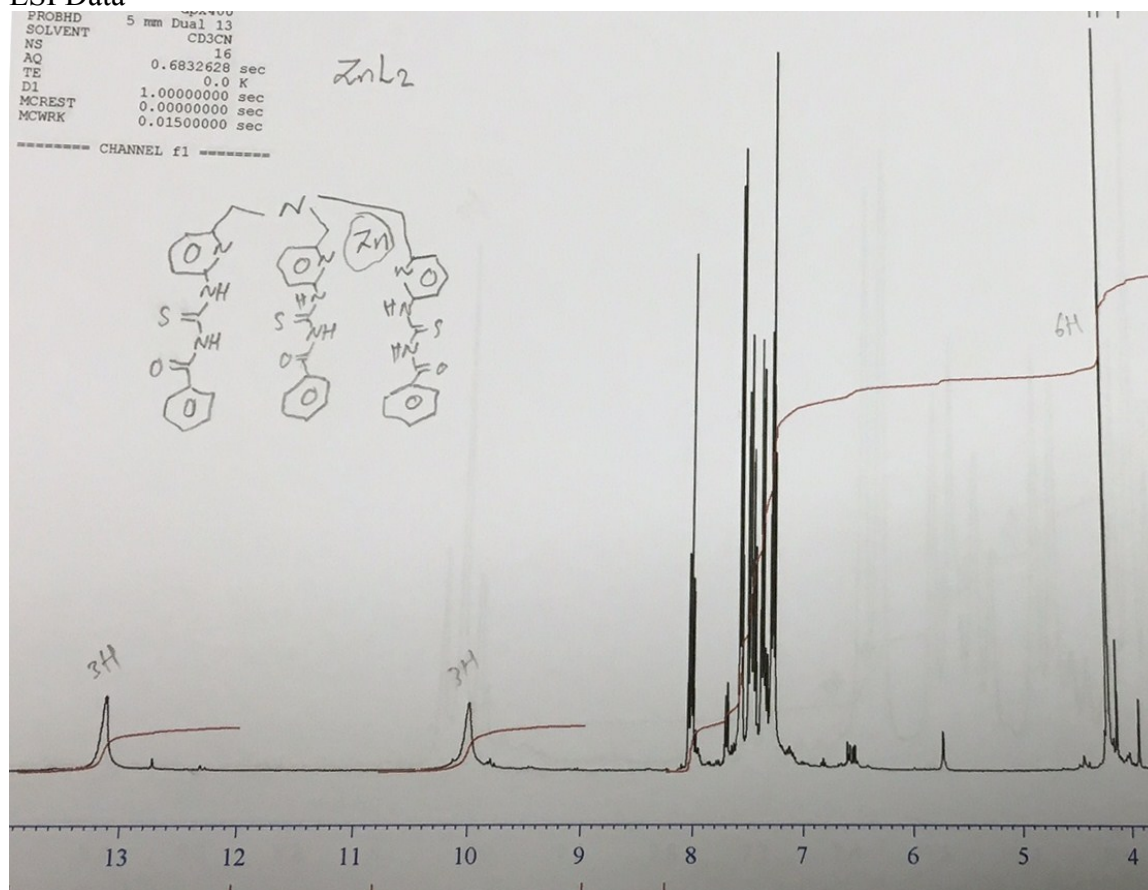 ESI Data
PROBHD 5 mm Dual 13
SOLVENT CD3CN
NS 16
AQ 0.6832628 sec
TE 0.0 K
D1 1.00000000 sec
MCREST 0.00000000 sec
MCWRK 0.01500000 sec
======== CHANNEL f1 ========
ZnL2
N
Zn
N N N
NH H N HN
S S S
NH NH HN
O O O
6H
3H 3H
13 12 11 10 9 8 7 6 5 4